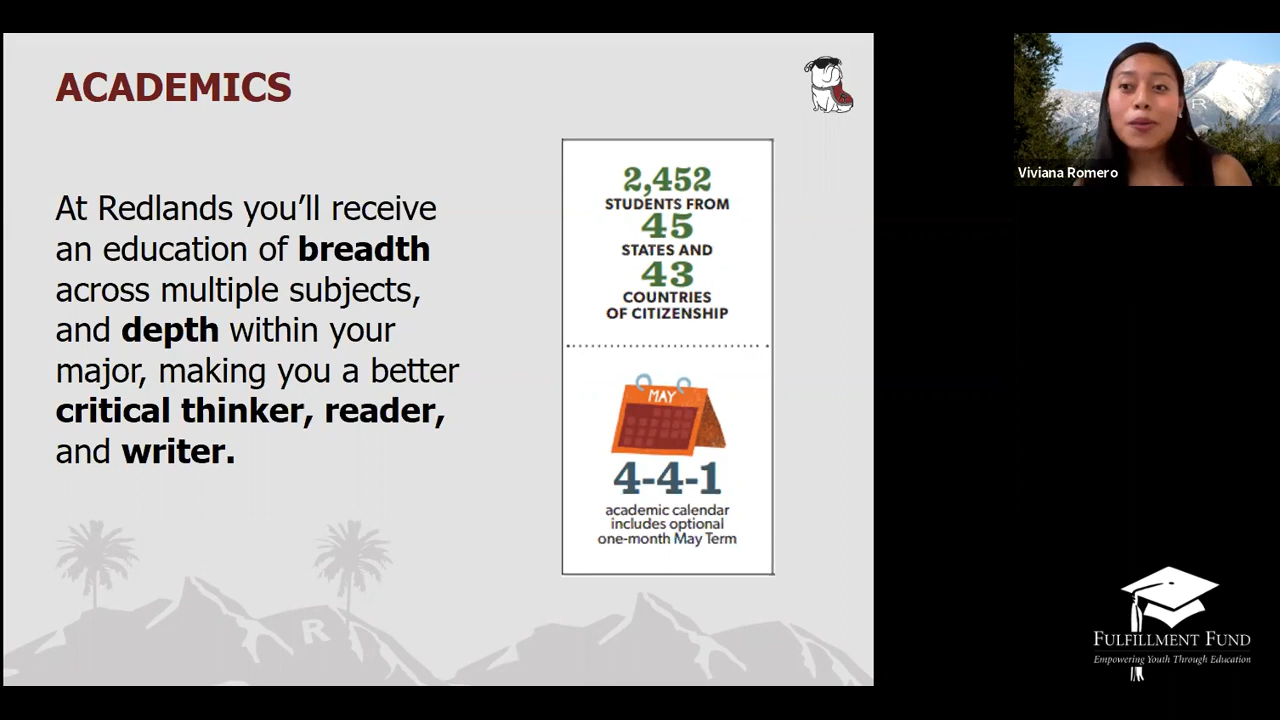 ACADEMICS
At Redlands you’ll receive
an education of breadth
across multiple subjects,
and depth within your
major, making you a better
critical thinker, reader,
and writer.
2,452
STUDENTS FROM
45
STATES AND
43
COUNTRIES
OF CITIZENSHIP
MAY
4-4-1
academic calendar
includes optional
one-month May Term
R
R
Viviana Romero
FULFILLMENT FUND
Empowering Youth Through Education